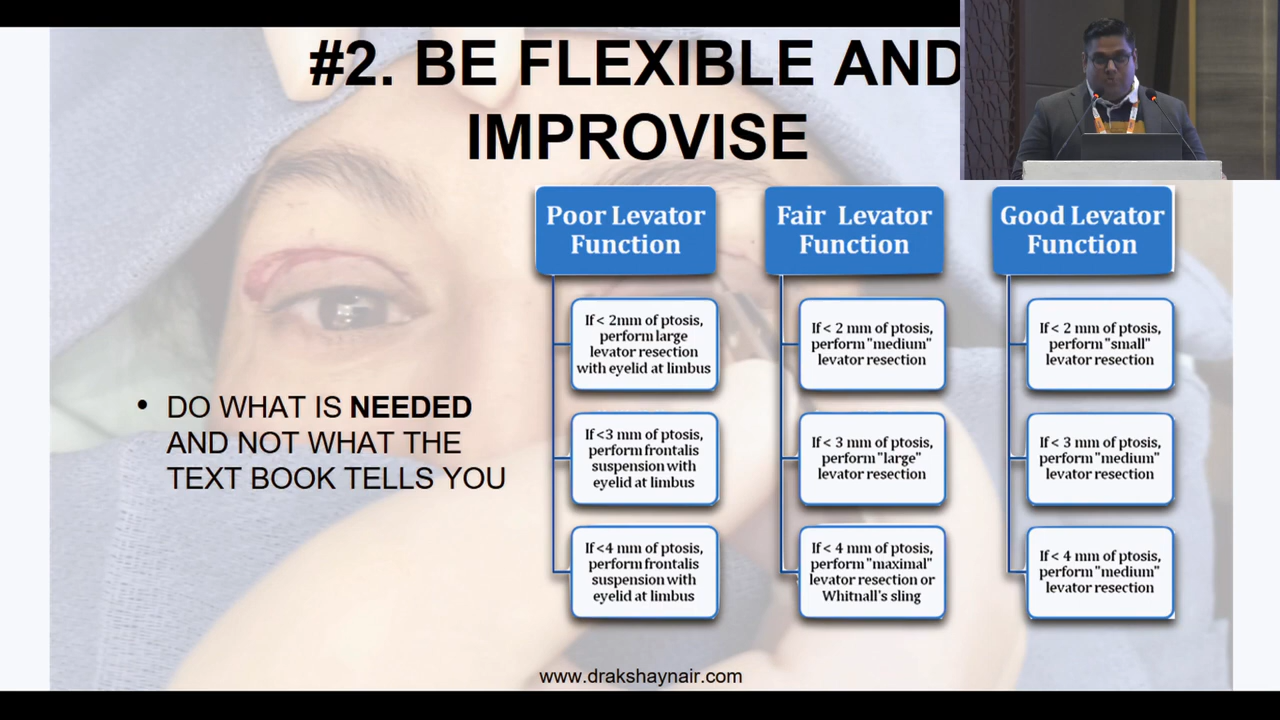 #2. BE FLEXIBLE AND
IMPROVISE
• DO WHAT IS NEEDED
AND NOT WHAT THE
TEXT BOOK TELLS YOU
Poor Levator
Function
If < 2mm of ptosis,
perform large
levator resection
with eyelid at limbus
If <3 mm of ptosis,
perform frontalis
suspension with
eyelid at limbus
If <4 mm of ptosis,
perform frontalis
suspension with
eyelid at limbus
Fair Levator
Function
If < 2 mm of ptosis,
perform "medium"
levator resection
If < 3 mm of ptosis,
perform "large"
levator resection
If < 4 mm of ptosis,
perform "maximal"
levator resection or
Whitnall's sling
Good Levator
Function
If < 2 mm of ptosis,
perform "small"
levator resection
If < 3 mm of ptosis,
perform "medium"
levator resection
If < 4 mm of ptosis,
perform "medium"
levator resection
www.drakshaynair.com